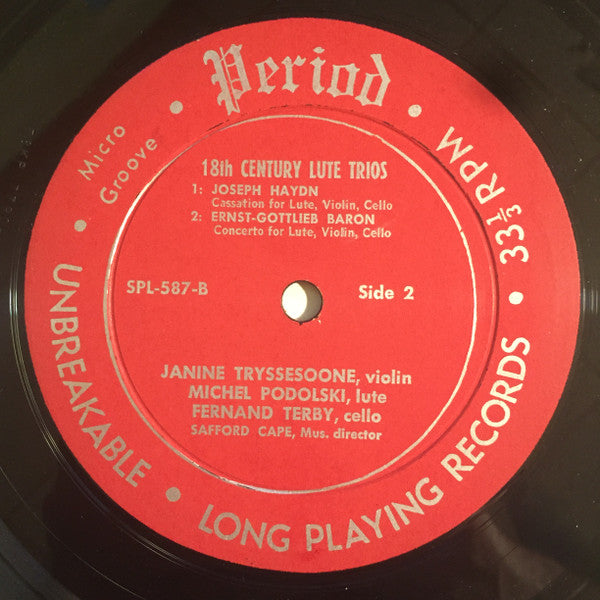 Period
Micro
Groove
33⅓ RPM
18th CENTURY LUTE TRIOS
1: JOSEPH HAYDN
Cassation for Lute, Violin, Cello
2: ERNST-GOTTLIEB BARON
Concerto for Lute, Violin, Cello
SPL-587-B
Side 2
JANINE TRYSSESOONE, violin
MICHEL PODOLSKI, lute
FERNAND TERBY, cello
SAFFORD CAPE, Mus. director
UNBREAKABLE • LONG PLAYING RECORDS